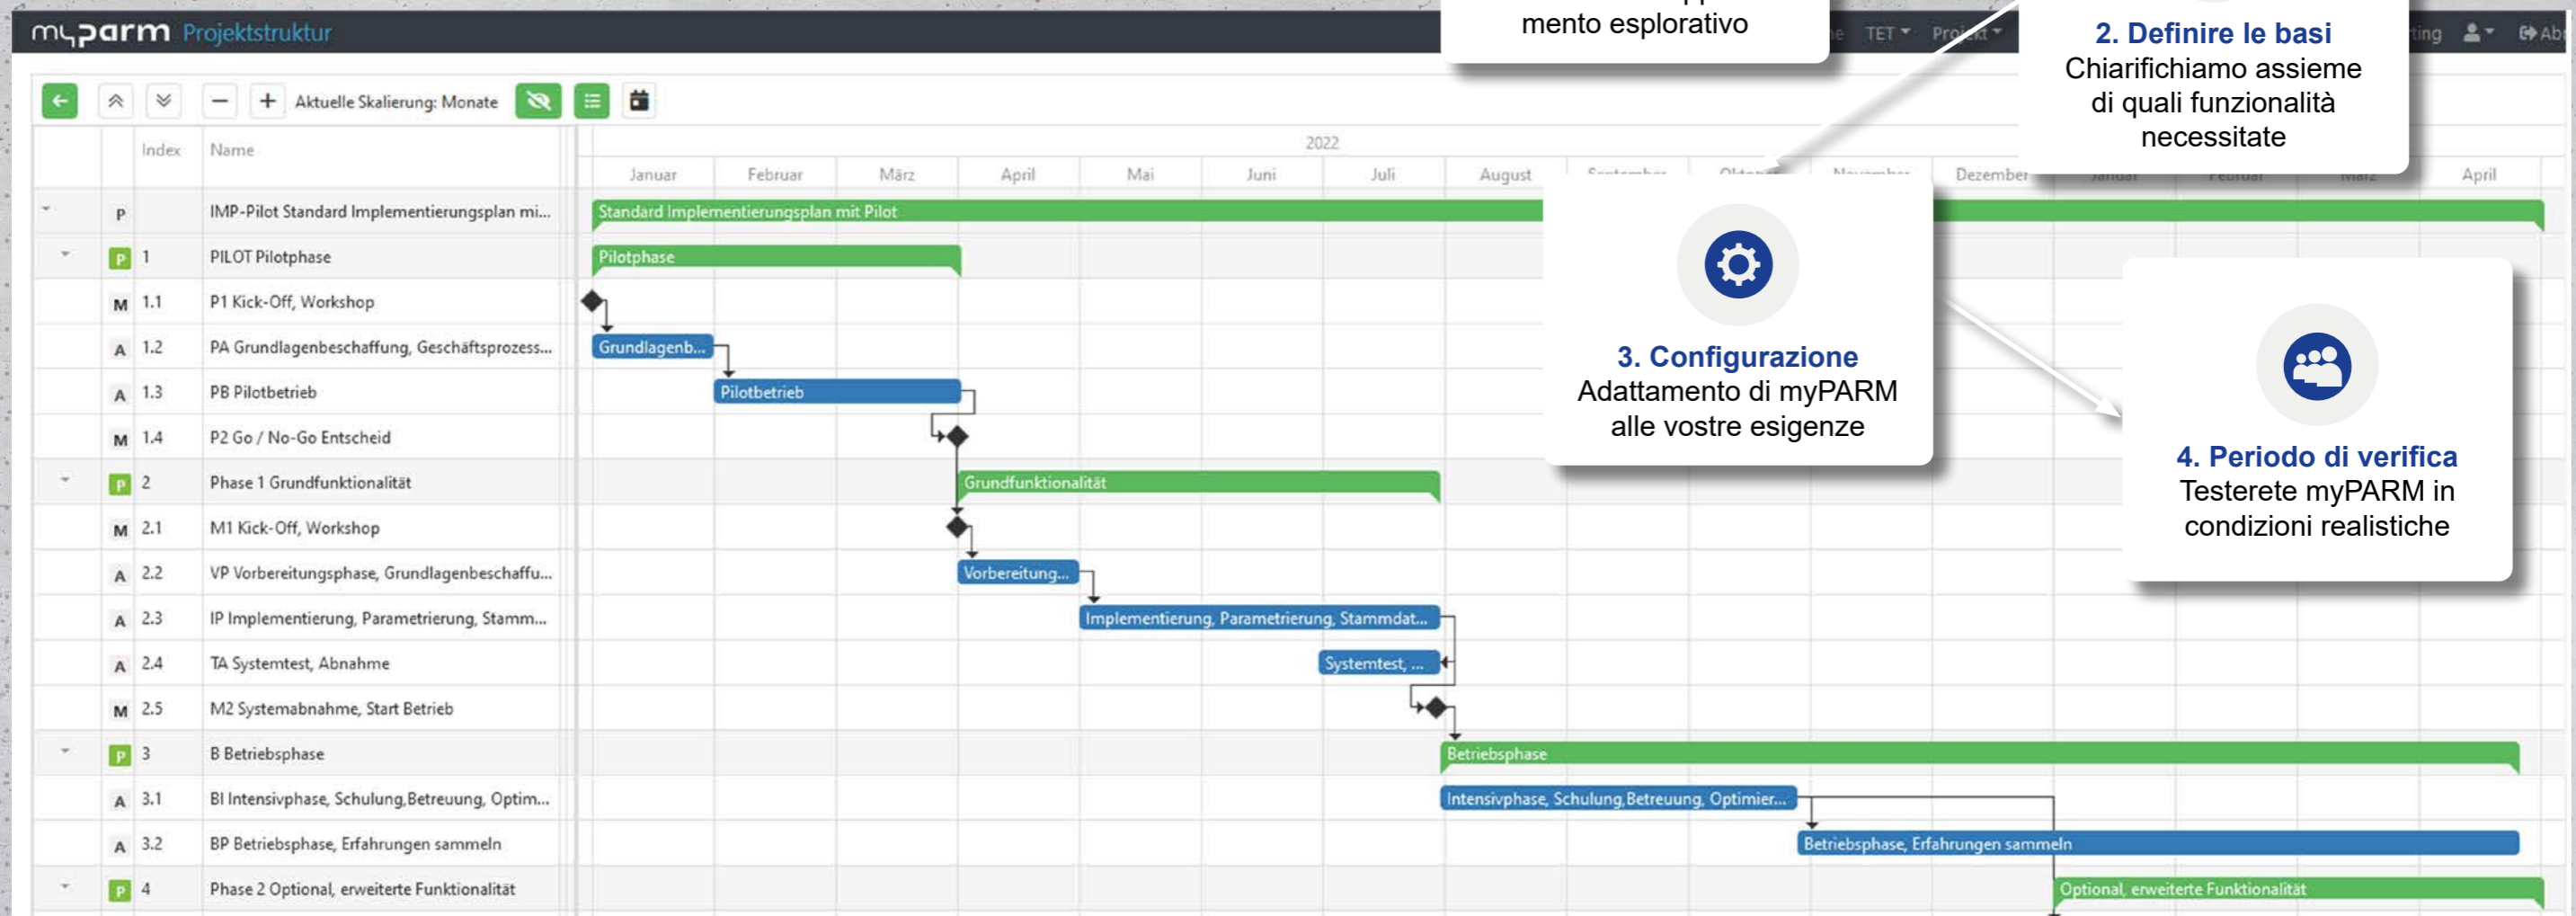 mento esplorativo
myparm Projektstruktur
TET
Projekt
2. Definire le basi
Chiarifichiamo assieme
di quali funzionalità
necessitate
Aktuelle Skalierung: Monate
Index Name
2022
Januar Februar März April Mai Juni Juli August Dezember April
P IMP-Pilot Standard Implementierungsplan mi...
Standard Implementierungsplan mit Pilot
P 1 PILOT Pilotphase
Pilotphase
M 1.1 P1 Kick-Off, Workshop
A 1.2 PA Grundlagenbeschaffung, Geschäftsprozess...
Grundlagenb...
A 1.3 PB Pilotbetrieb
Pilotbetrieb
M 1.4 P2 Go / No-Go Entscheid
P 2 Phase 1 Grundfunktionalität
Grundfunktionalität
M 2.1 M1 Kick-Off, Workshop
A 2.2 VP Vorbereitungsphase, Grundlagenbeschaffu...
Vorbereitung...
A 2.3 IP Implementierung, Parametrierung, Stamm...
Implementierung, Parametrierung, Stammdat...
A 2.4 TA Systemtest, Abnahme
Systemtest, ...
M 2.5 M2 Systemabnahme, Start Betrieb
P 3 B Betriebsphase
Betriebsphase
A 3.1 BI Intensivphase, Schulung,Betreuung, Optim...
Intensivphase, Schulung,Betreuung, Optimier...
A 3.2 BP Betriebsphase, Erfahrungen sammeln
Betriebsphase, Erfahrungen sammeln
P 4 Phase 2 Optional, erweiterte Funktionalität
Optional, erweiterte Funktionalität
3. Configurazione
Adattamento di myPARM
alle vostre esigenze
4. Periodo di verifica
Testerete myPARM in
condizioni realistiche